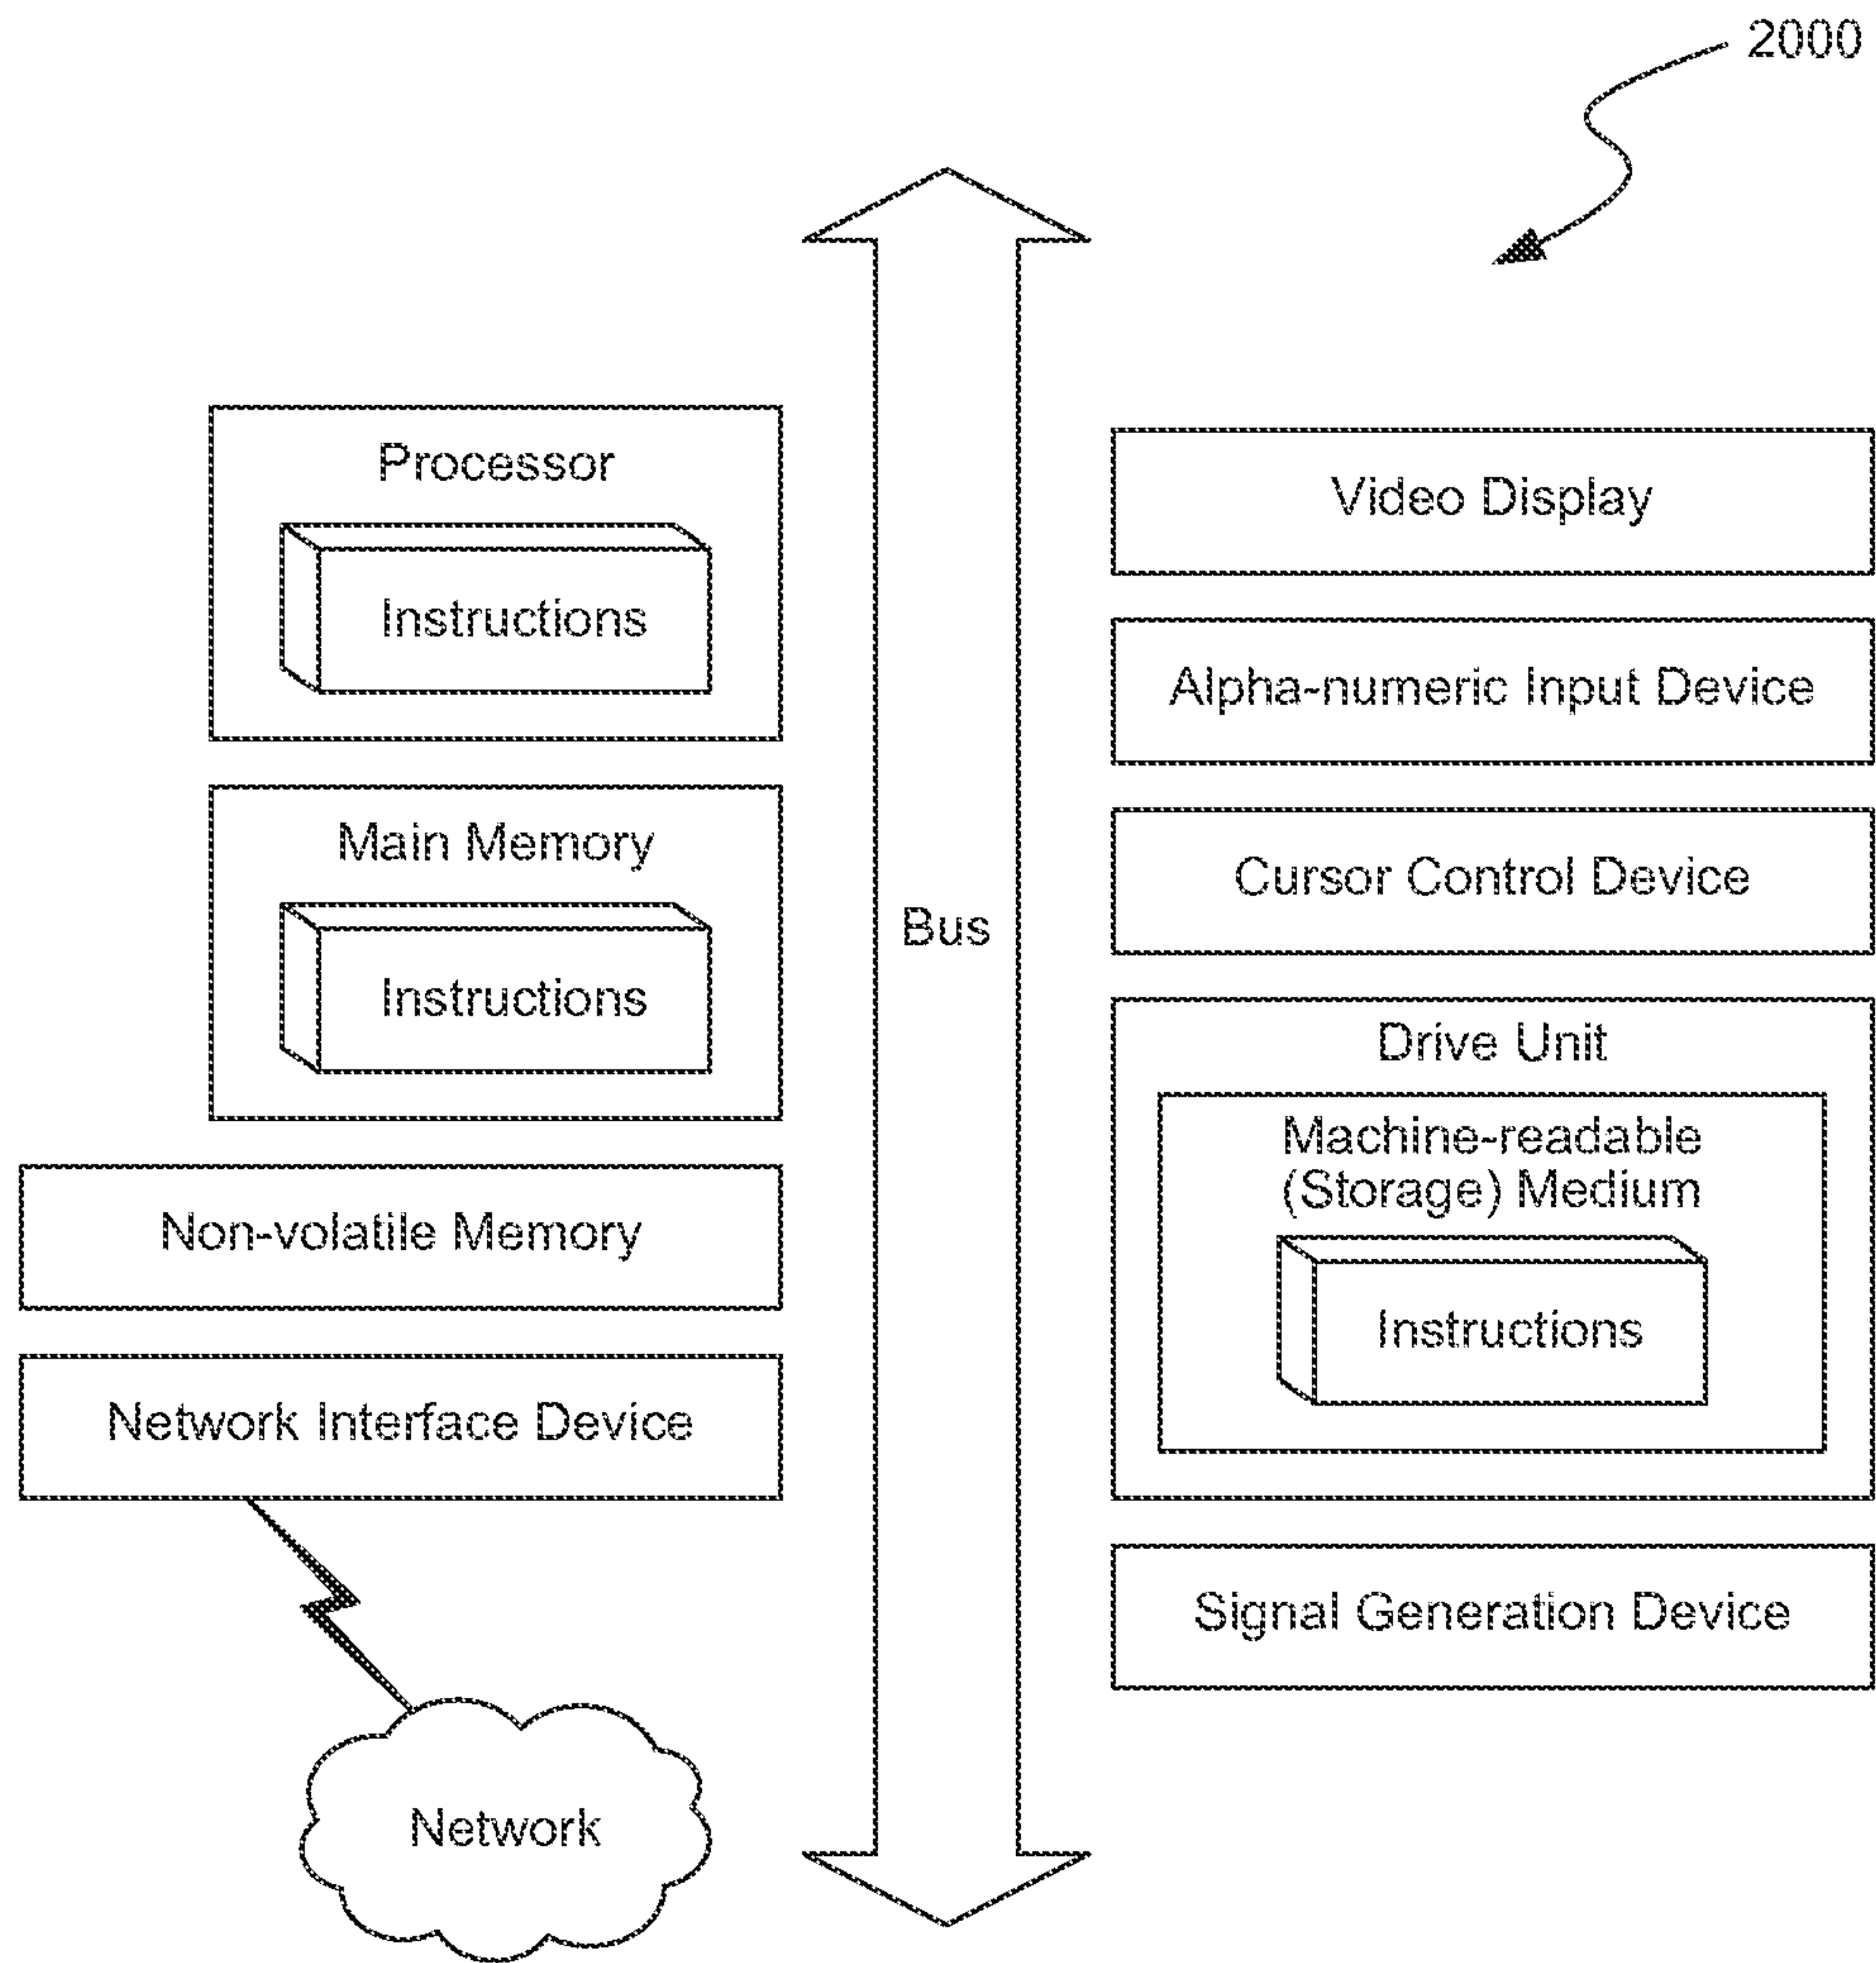 2000
Processor
Instructions
Main Memory
Instructions
Non-volatile Memory
Network Interface Device
Network
Bus
Video Display
Alpha-numeric Input Device
Cursor Control Device
Drive Unit
Machine-readable
(Storage) Medium
Instructions
Signal Generation Device